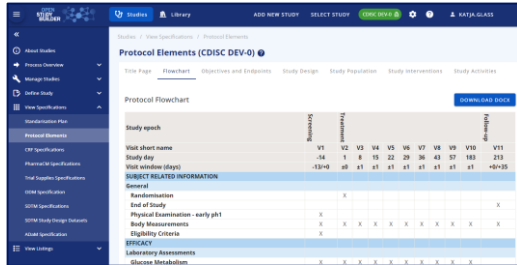 OPEN
STUDY
BUILDER
Studies
Library
ADD NEW STUDY
SELECT STUDY
CDISC DEV-0
KATJA.GLASS
About Studies
Process Overview
Manage Studies
Define Study
View Specifications
Standardisation Plan
Protocol Elements
CRF Specifications
PharmaCM Specifications
Trial Supplies Specifications
ODM Specification
SDTM Specification
SDTM Study Design Datasets
ADaM Specification
View Listings
Studies / View Specifications / Protocol Elements
Protocol Elements (CDISC DEV-0)
Title Page Flowchart Objectives and Endpoints Study Design Study Population Study Interventions Study Activities
Protocol Flowchart
DOWNLOAD DOCX
Study epoch Screening Treatment Follow-up
Visit short name V1 V2 V3 V4 V5 V6 V7 V8 V9 V10 V11
Study day -14 1 8 15 22 29 36 43 57 183 213
Visit window (days) -13/+0 ±0 ±1 ±1 ±1 ±1 ±1 ±1 ±1 ±1 +0/+35
SUBJECT RELATED INFORMATION
General
Randomisation X
End of Study X
Physical Examination - early ph1 X
Body Measurements X X X X X X X X X X X
Eligibility Criteria X
EFFICACY
Laboratory Assessments
Glucose Metabolism X X X X X X X X X X